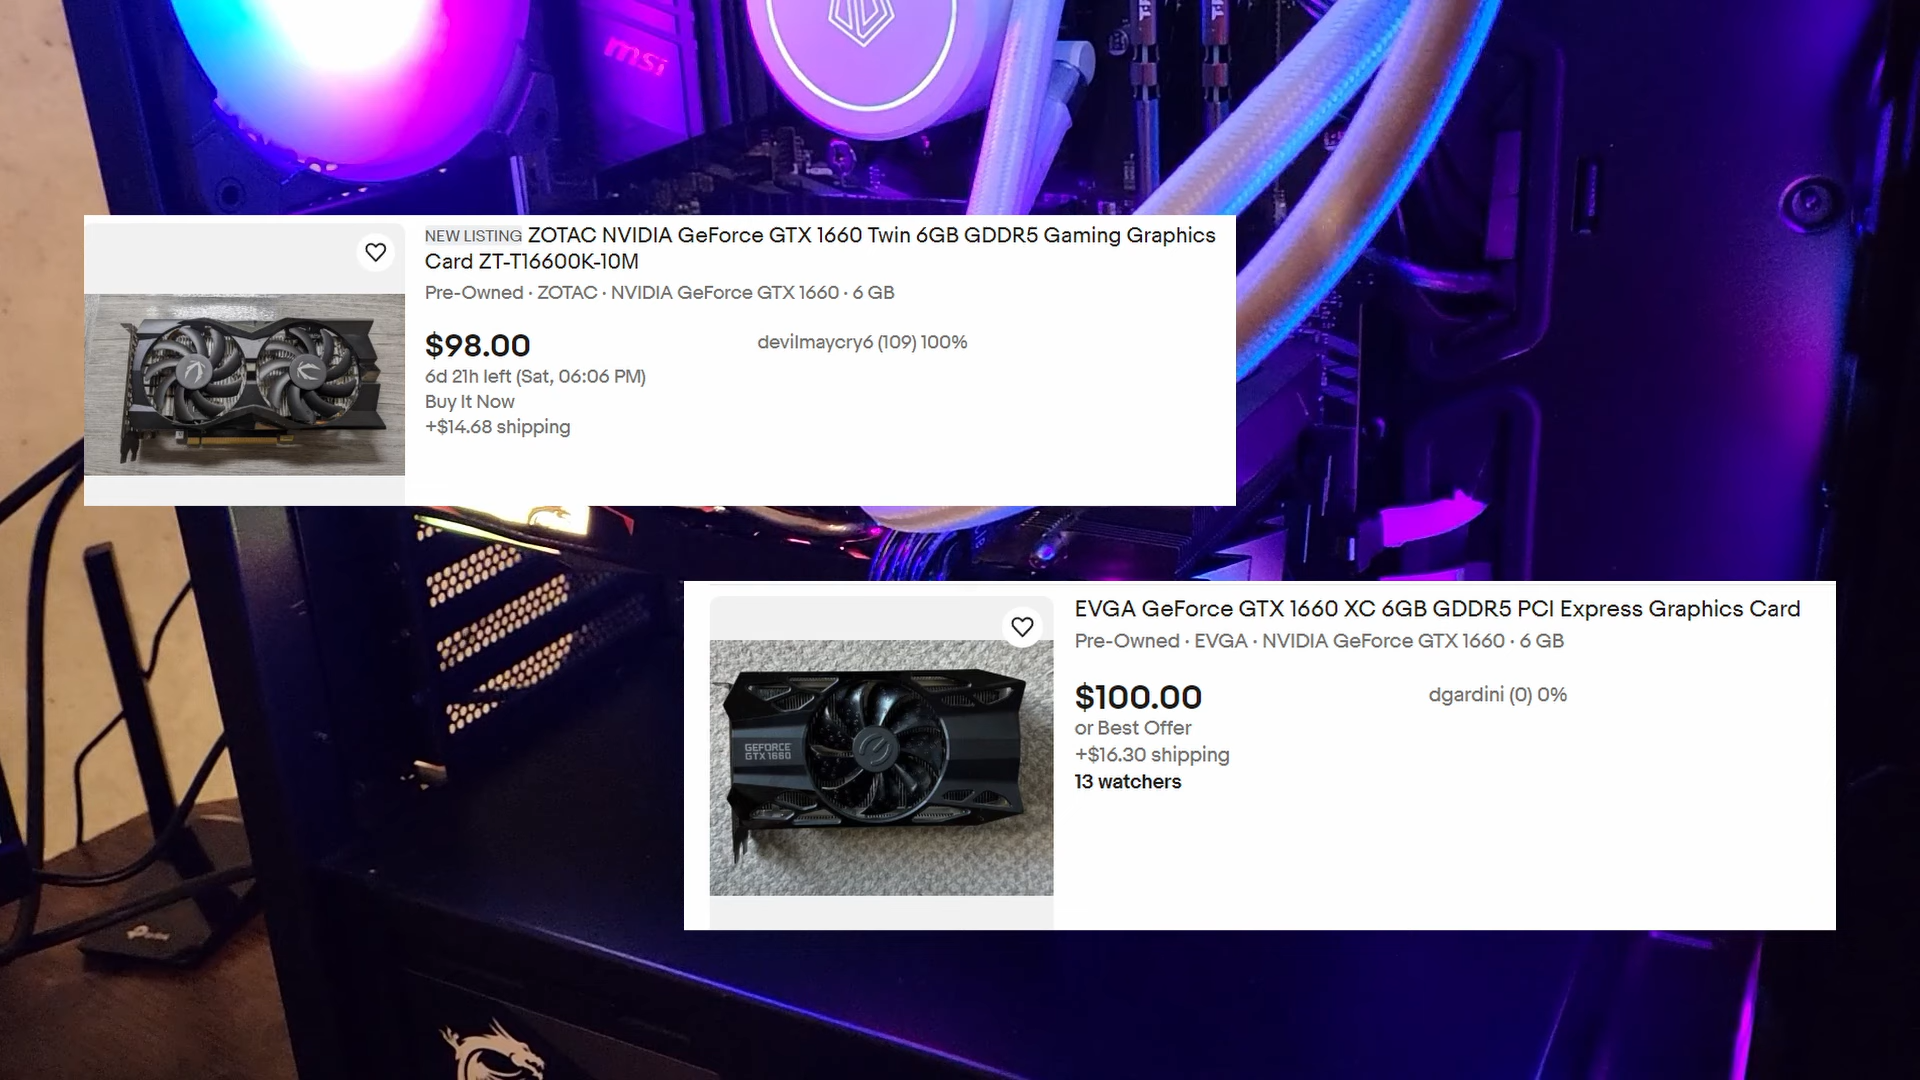 msi
NEW LISTING ZOTAC NVIDIA GeForce GTX 1660 Twin 6GB GDDR5 Gaming Graphics
Card ZT-T16600K-10M
Pre-Owned · ZOTAC · NVIDIA GeForce GTX 1660 · 6 GB
$98.00
devilmaycry6 (109) 100%
6d 21h left (Sat, 06:06 PM)
Buy It Now
+$14.68 shipping
EVGA GeForce GTX 1660 XC 6GB GDDR5 PCI Express Graphics Card
Pre-Owned · EVGA · NVIDIA GeForce GTX 1660 · 6 GB
$100.00
dgardini (0) 0%
or Best Offer
+$16.30 shipping
13 watchers
GEFORCE
GTX 1660